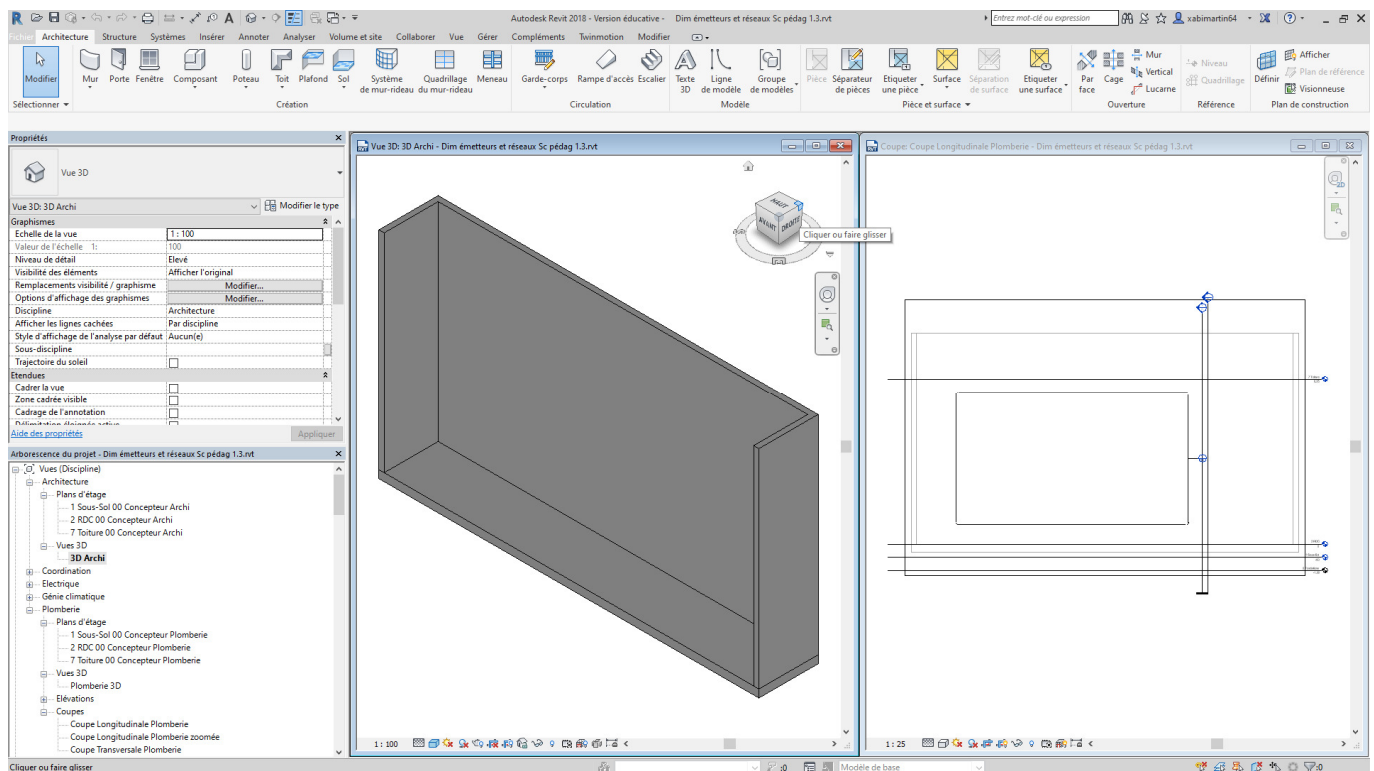 Autodesk Revit 2018 - Version éducative - Dim émetteurs et réseaux Sc pédag 1.3.rvt
Entrez mot-clé ou expression
xabimartin64
Fichier Architecture Structure Systèmes Insérer Annoter Analyser Volume et site Collaborer Vue Gérer Compléments Twinmotion Modifier
Modifier
Mur Porte Fenêtre Composant Poteau Toit Plafond Sol
Système de mur-rideau
Quadrillage du mur-rideau
Meneau
Garde-corps Rampe d'accès Escalier
Texte 3D
Ligne de modèle
Groupe de modèles
Pièce
Séparateur de pièces
Etiqueter une pièce
Surface
Séparation de surface
Etiqueter une surface
Par face
Cage
Mur
Vertical
Lucarne
Niveau
Quadrillage
Définir
Afficher
Plan de référence
Visionneuse
Sélectionner Création Circulation Modèle Pièce et surface Ouverture Référence Plan de construction
Propriétés
Vue 3D
Vue 3D: 3D Archi
Modifier le type
Graphismes
Echelle de la vue 1 : 100
Valeur de l'échelle 1: 100
Niveau de détail Elevé
Visibilité des éléments Afficher l'original
Remplacements visibilité / graphisme Modifier...
Options d'affichage des graphismes Modifier...
Discipline Architecture
Afficher les lignes cachées Par discipline
Style d'affichage de l'analyse par défaut Aucun(e)
Sous-discipline
Trajectoire du soleil
Etendues
Cadrer la vue
Zone cadrée visible
Cadrage de l'annotation
Délimitation éloignée active
Aide des propriétés Appliquer
Arborescence du projet - Dim émetteurs et réseaux Sc pédag 1.3.rvt
Vues (Discipline)
Architecture
Plans d'étage
1 Sous-Sol 00 Concepteur Archi
2 RDC 00 Concepteur Archi
7 Toiture 00 Concepteur Archi
Vues 3D
3D Archi
Coordination
Electrique
Génie climatique
Plomberie
Plans d'étage
1 Sous-Sol 00 Concepteur Plomberie
2 RDC 00 Concepteur Plomberie
7 Toiture 00 Concepteur Plomberie
Vues 3D
Plomberie 3D
Elévations
Coupes
Coupe Longitudinale Plomberie
Coupe Longitudinale Plomberie zoomée
Coupe Transversale Plomberie
Vue 3D: 3D Archi - Dim émetteurs et réseaux Sc pédag 1.3.rvt
HAUT
AVANT
DROITE
Cliquer ou faire glisser
1 : 100
Coupe: Coupe Longitudinale Plomberie - Dim émetteurs et réseaux Sc pédag 1.3.rvt
2D
1 : 25
Cliquer ou faire glisser
:0
Modèle de base
:0